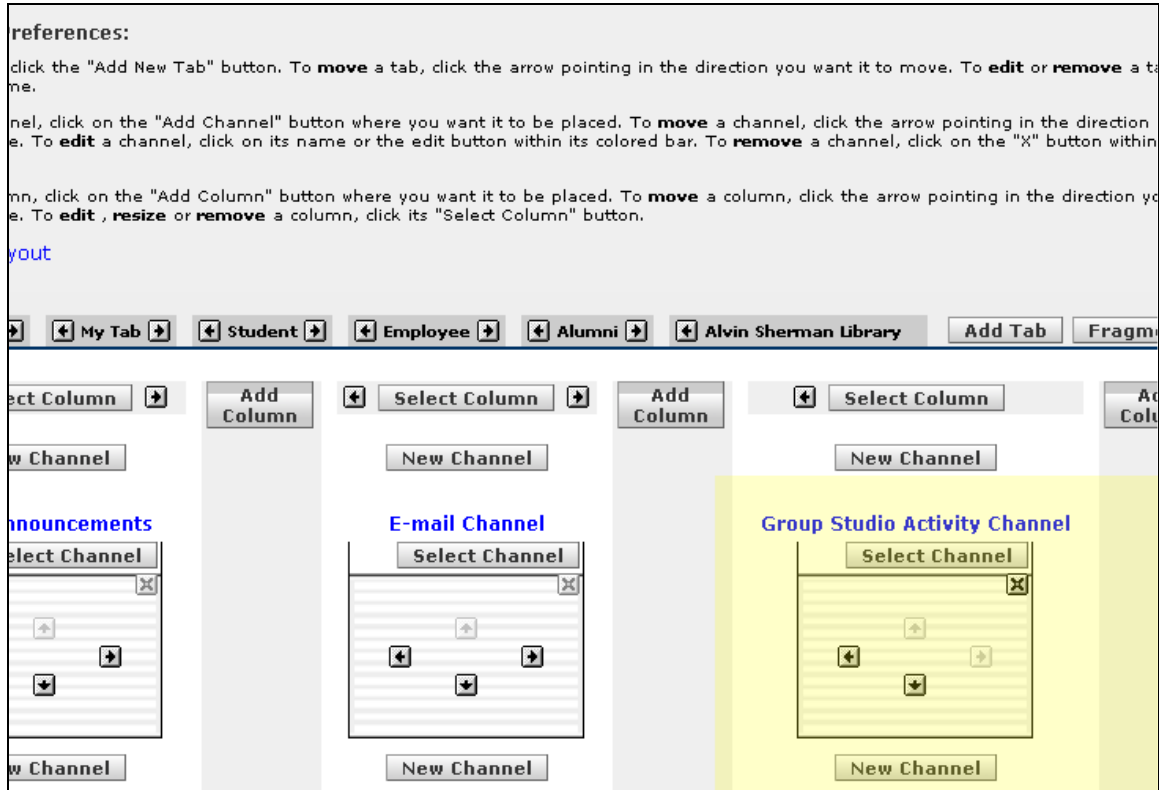 references:
click the "Add New Tab" button. To move a tab, click the arrow pointing in the direction you want it to move. To edit or remove a ta
me.
nel, click on the "Add Channel" button where you want it to be placed. To move a channel, click the arrow pointing in the direction
e. To edit a channel, click on its name or the edit button within its colored bar. To remove a channel, click on the "X" button within
mn, click on the "Add Column" button where you want it to be placed. To move a column, click the arrow pointing in the direction yo
e. To edit , resize or remove a column, click its "Select Column" button.
yout
My Tab Student Employee Alumni Alvin Sherman Library Add Tab Fragme
ect Column Add Column Select Column Add Column Select Column Ad Colu
w Channel New Channel New Channel
nnouncements E-mail Channel Group Studio Activity Channel
elect Channel Select Channel Select Channel
w Channel New Channel New Channel